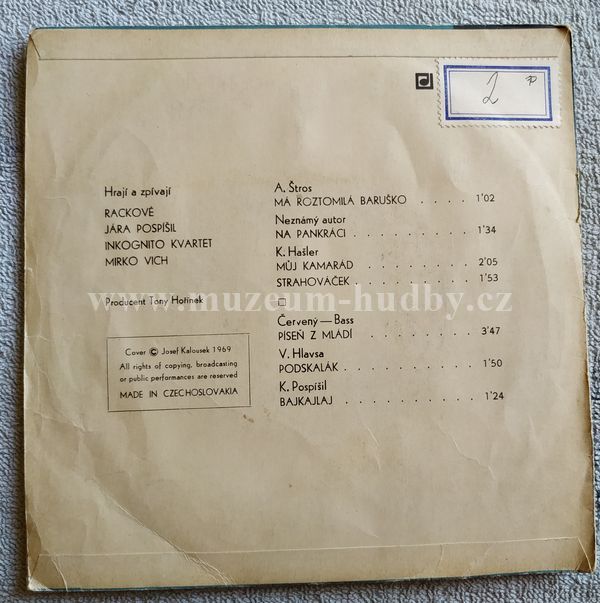 2
Hrají a zpívají
RACKOVÉ
JÁRA POSPÍŠIL
INKOGNITO KVARTET
MIRKO VICH
Producent Tony Hořínek
Cover © Josef Kalousek 1969
All rights of copying, broadcasting
or public performances are reserved
MADE IN CZECHOSLOVAKIA
A. Štros
MÁ ROZTOMILÁ BARUŠKO . . . . 1'02
Neznámý autor
NA PANKRÁCI . . . . . . . . . . 1'34
K. Hašler
MŮJ KAMARÁD . . . . . . . . . 2'05
STRAHOVÁČEK . . . . . . . . . 1'53
Červený — Bass
PÍSEŇ Z MLÁDÍ . . . . . . . . . 3'47
V. Hlavsa
PODSKALÁK . . . . . . . . . . 1'50
K. Pospíšil
BAJKAJLAJ . . . . . . . . . . 1'24
www.muzeum-hudby.cz